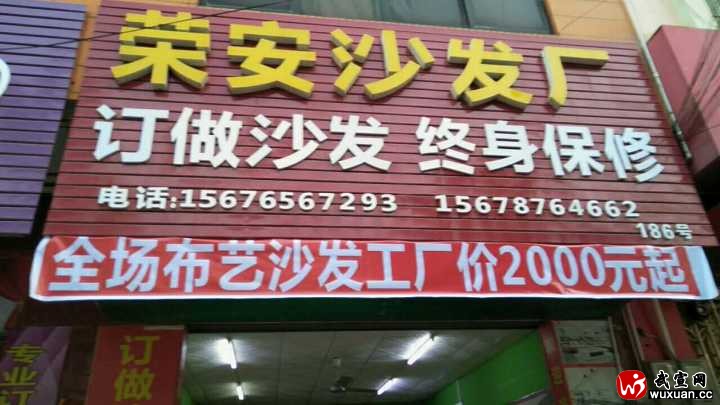 荣安沙发厂
订做沙发 终身保修
电话:15676567293 15678764662
186号
全场布艺沙发工厂价2000元起
专业订
订做
武宣网
wuxuan.cc